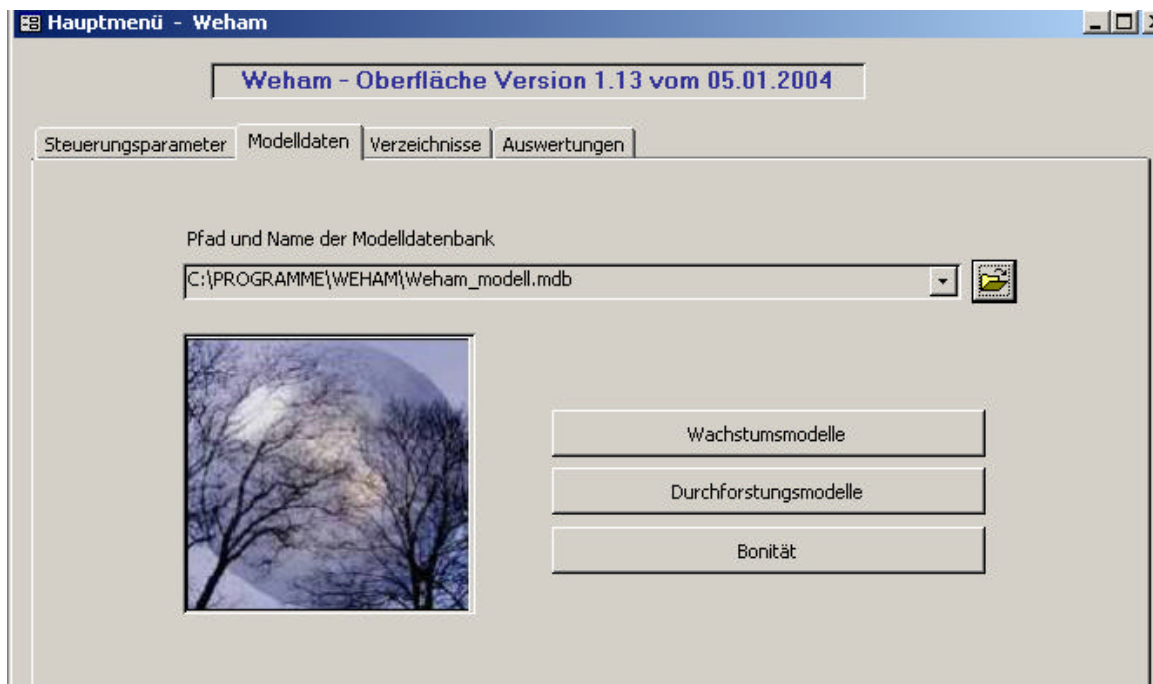 Hauptmenü - Weham
Weham - Oberfläche Version 1.13 vom 05.01.2004
Steuerungsparameter Modelldaten Verzeichnisse Auswertungen
Pfad und Name der Modelldatenbank
C:\PROGRAMME\WEHAM\Weham_modell.mdb
Wachstumsmodelle
Durchforstungsmodelle
Bonität